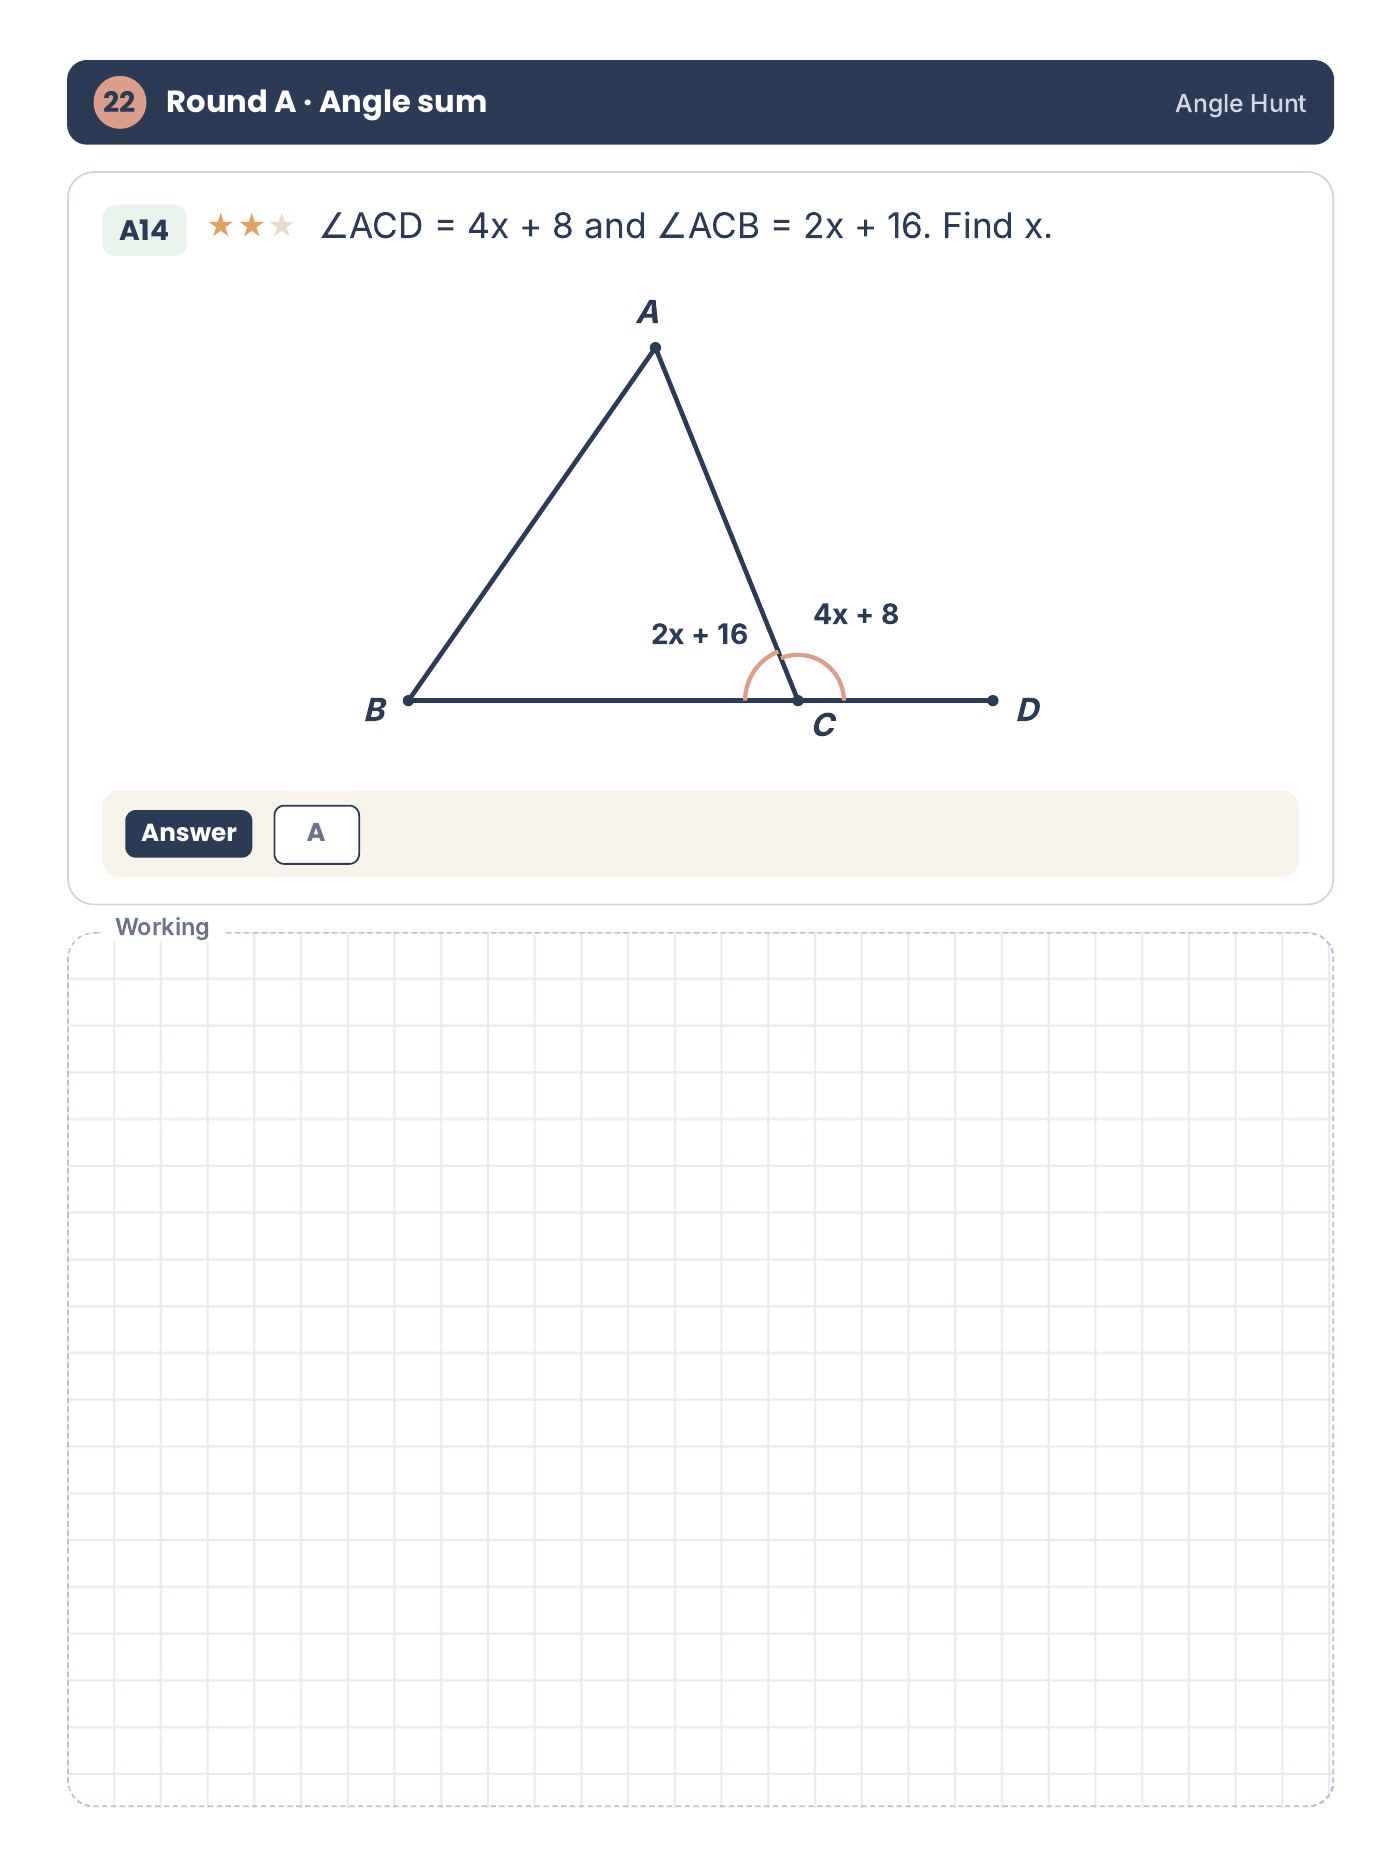 22 Round A · Angle sum Angle Hunt
A14 ★★★ ∠ACD = 4x + 8 and ∠ACB = 2x + 16. Find x.
A
4x + 8
2x + 16
B
D
C
Answer A
Working